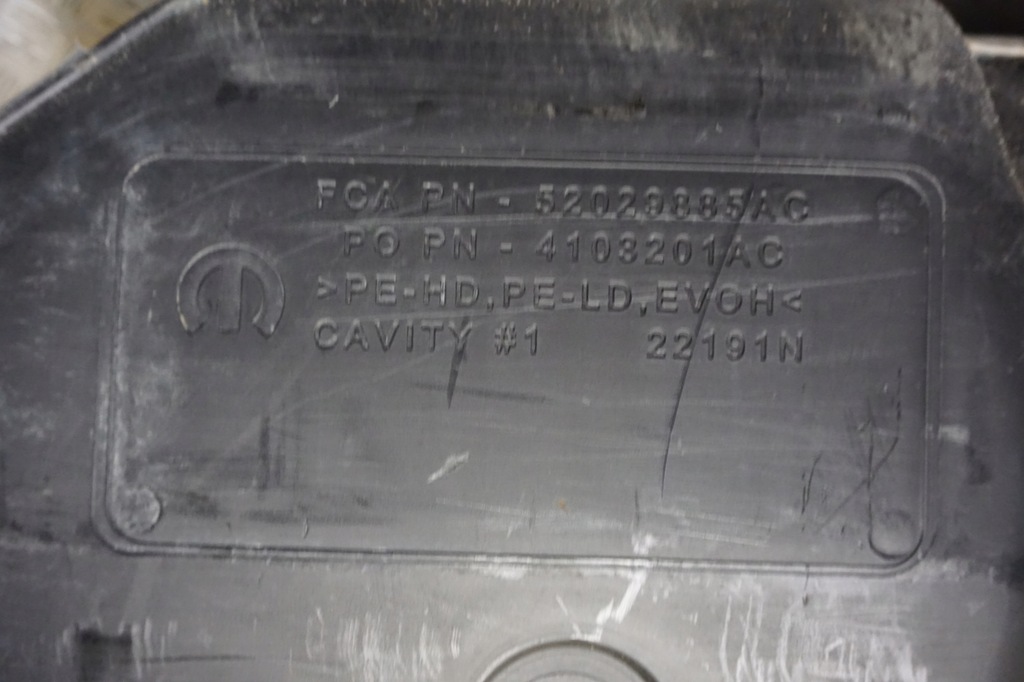 FCA PN - 52029885AC
PO PN - 4103201AC
>PE-HD,PE-LD,EVOH<
CAVITY #1 22191N